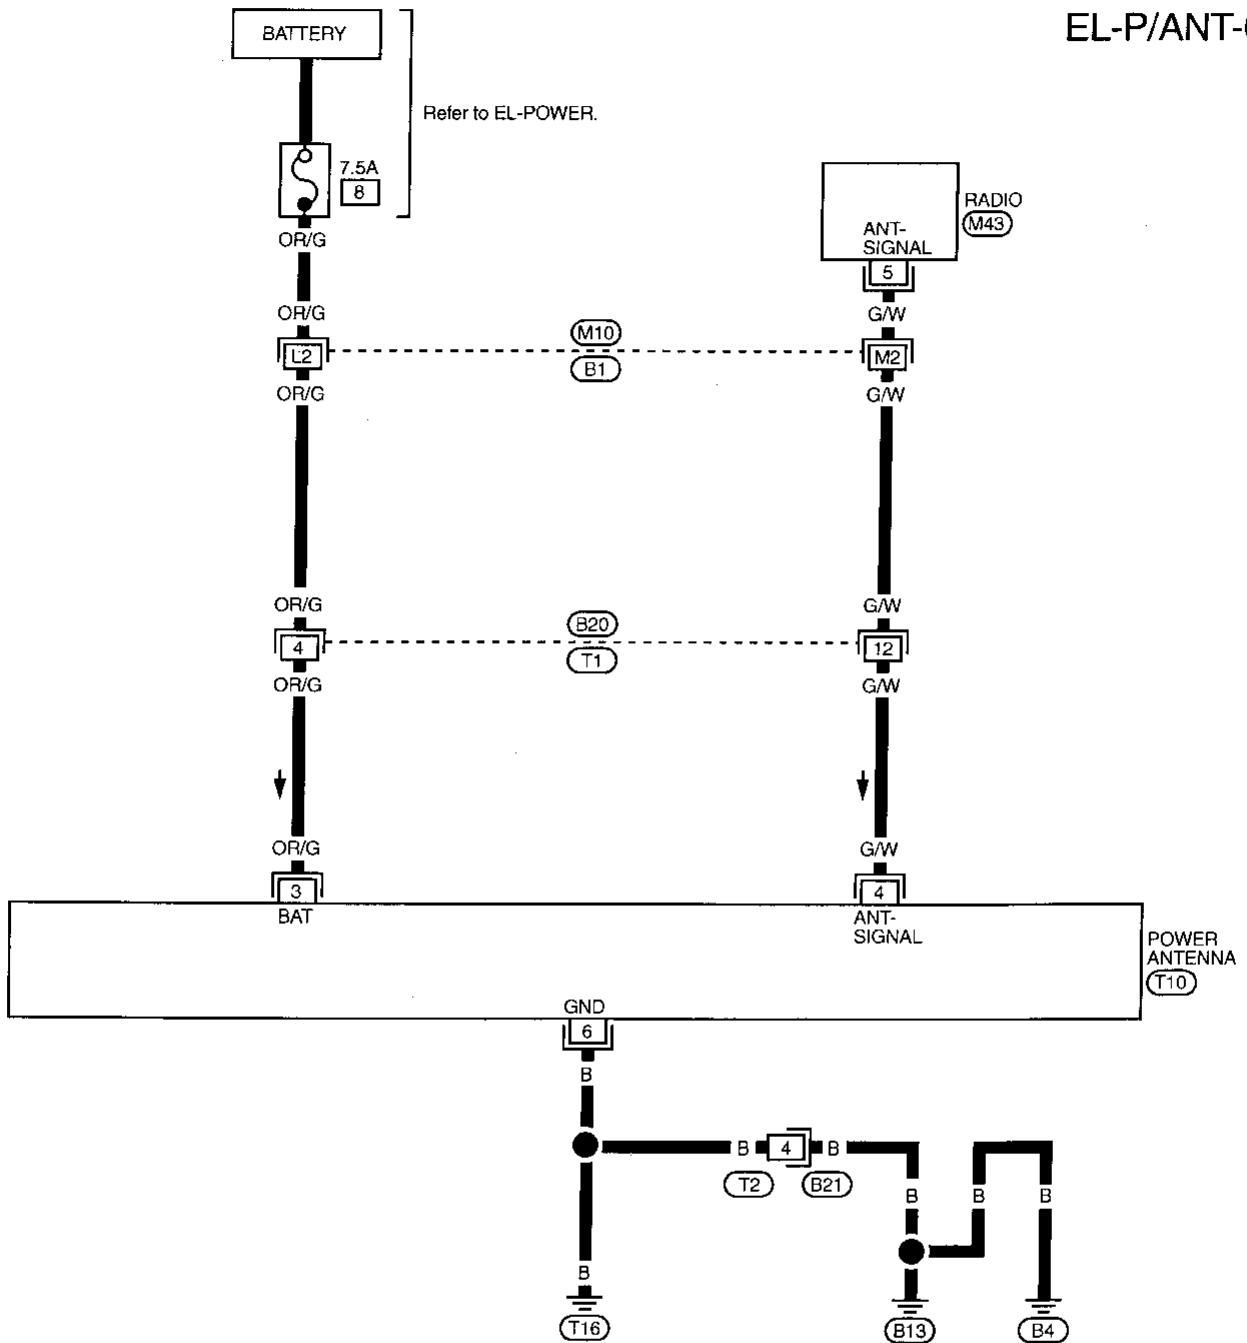 EL-P/ANT-
BATTERY
Refer to EL-POWER.
7.5A
8
OR/G
RADIO
M43
ANT-
SIGNAL
5
OR/G
G/W
M10
L2
M2
B1
OR/G
G/W
OR/G
G/W
B20
4
12
T1
OR/G
G/W
OR/G
G/W
3
4
BAT
ANT-
SIGNAL
POWER
ANTENNA
T10
GND
6
B
B
4
B
T2
B21
B
B
B
B
T16
B13
B4